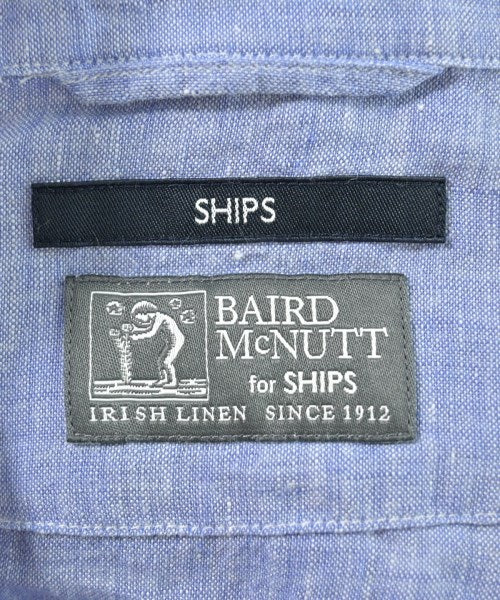 SHIPS
BAIRD
McNUTT
for SHIPS
IRISH LINEN SINCE 1912